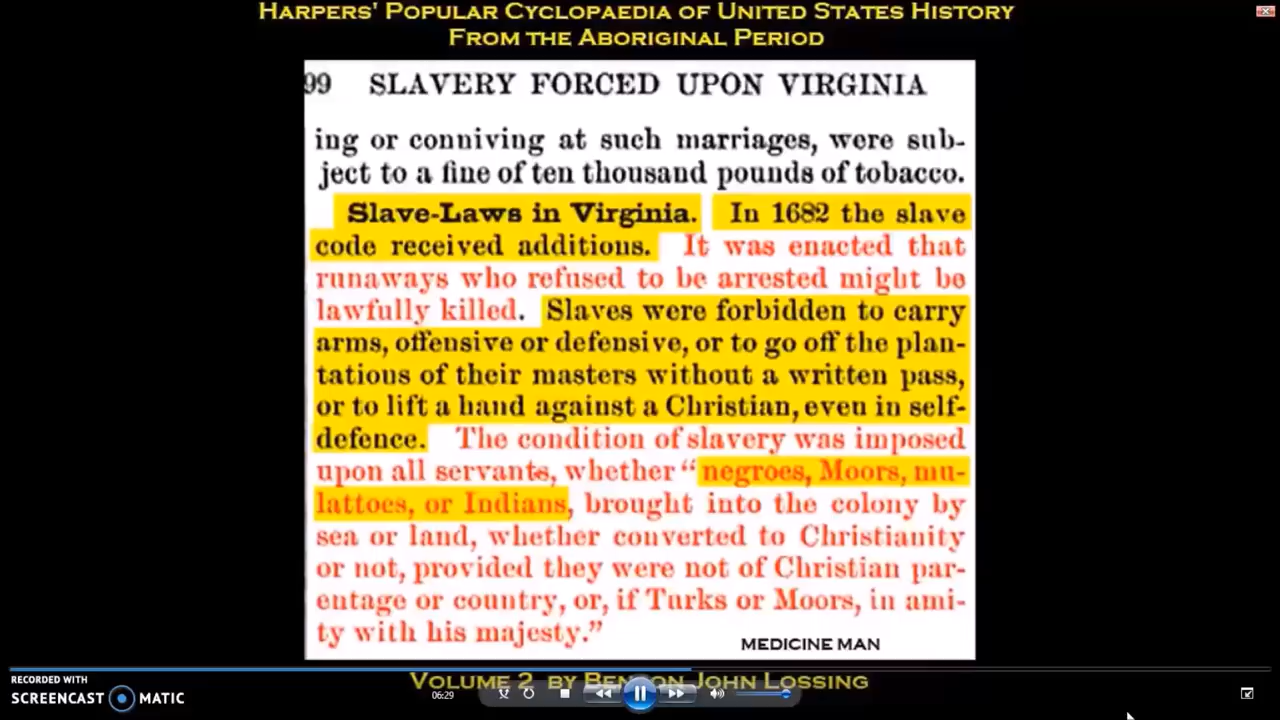 HARPERS' POPULAR CYCLOPAEDIA OF UNITED STATES HISTORY
FROM THE ABORIGINAL PERIOD
99 SLAVERY FORCED UPON VIRGINIA
ing or conniving at such marriages, were sub-
ject to a fine of ten thousand pounds of tobacco.
Slave-Laws in Virginia. In 1682 the slave
code received additions. It was enacted that
runaways who refused to be arrested might be
lawfully killed. Slaves were forbidden to carry
arms, offensive or defensive, or to go off the plan-
tations of their masters without a written pass,
or to lift a hand against a Christian, even in self-
defence. The condition of slavery was imposed
upon all servants, whether "negroes, Moors, mu-
lattoes, or Indians, brought into the colony by
sea or land, whether converted to Christianity
or not, provided they were not of Christian par-
entage or country, or, if Turks or Moors, in ami-
ty with his majesty."
MEDICINE MAN
RECORDED WITH
SCREENCAST MATIC
VOLUME 2 BY JOHN LOSSING
06:29